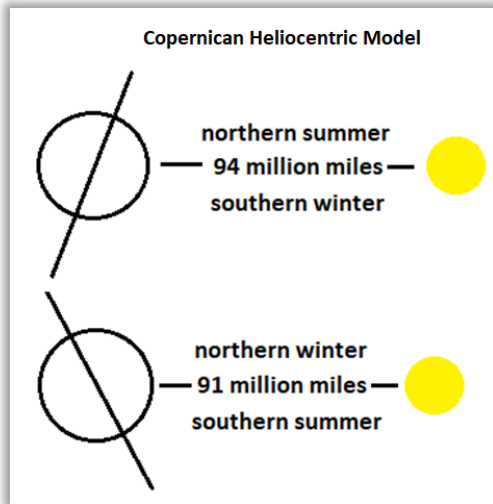 Copernican Heliocentric Model
northern summer
94 million miles
southern winter
northern winter
91 million miles
southern summer